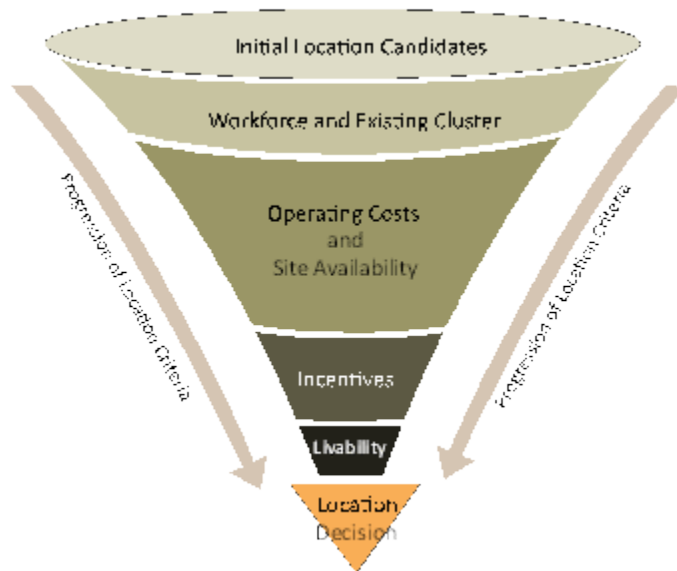 Initial Location Candidates
Workforce and Existing Cluster
Operating Costs
and
Site Availability
Incentives
Livability
Location
Decision
Progression of Location Criteria
Progression of Location Criteria